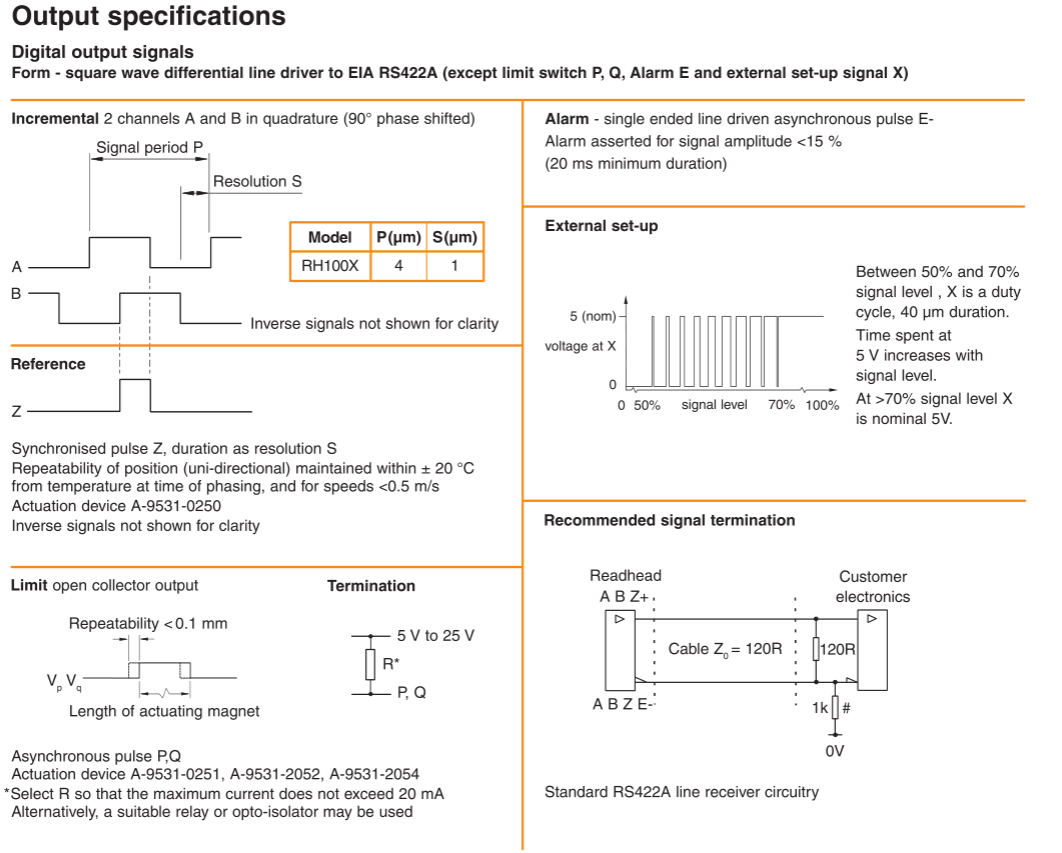 Output specifications
Digital output signals
Form - square wave differential line driver to EIA RS422A (except limit switch P, Q, Alarm E and external set-up signal X)
Incremental 2 channels A and B in quadrature (90° phase shifted)
Signal period P
Resolution S
Model P(µm) S(µm)
RH100X 4 1
A
B
Inverse signals not shown for clarity
Reference
Z
Synchronised pulse Z, duration as resolution S
Repeatability of position (uni-directional) maintained within ± 20 °C
from temperature at time of phasing, and for speeds <0.5 m/s
Actuation device A-9531-0250
Inverse signals not shown for clarity
Limit open collector output
Repeatability <0.1 mm
Vp Vq
Length of actuating magnet
Termination
5 V to 25 V
R*
P, Q
Asynchronous pulse P,Q
Actuation device A-9531-0251, A-9531-2052, A-9531-2054
*Select R so that the maximum current does not exceed 20 mA
Alternatively, a suitable relay or opto-isolator may be used
Alarm - single ended line driven asynchronous pulse E-
Alarm asserted for signal amplitude <15 %
(20 ms minimum duration)
External set-up
5 (nom)
voltage at X
0
0 50% signal level 70% 100%
Between 50% and 70%
signal level , X is a duty
cycle, 40 µm duration.
Time spent at
5 V increases with
signal level.
At >70% signal level X
is nominal 5V.
Recommended signal termination
Readhead
A B Z+
Customer
electronics
Cable Z0 = 120R
120R
A B Z E-
1k #
0V
Standard RS422A line receiver circuitry